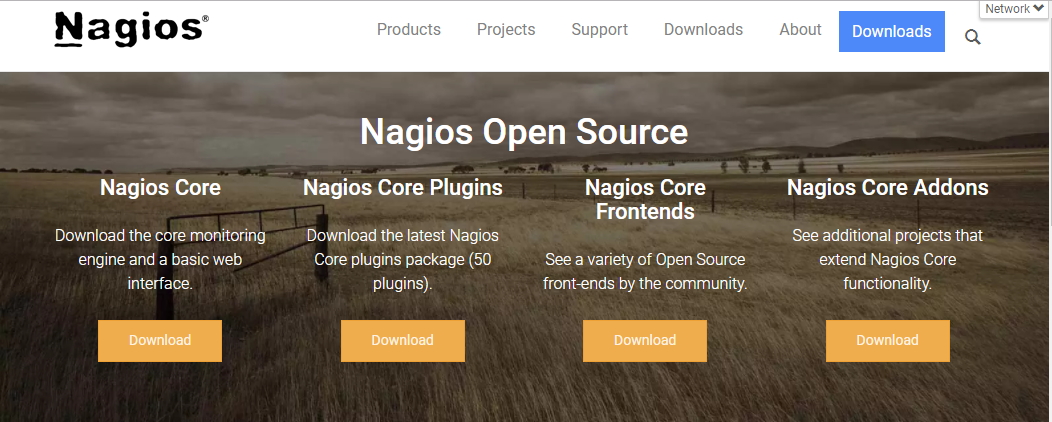 Network
Nagios®
Products Projects Support Downloads About Downloads
Nagios Open Source
Nagios Core
Download the core monitoring
engine and a basic web
interface.
Download
Nagios Core Plugins
Download the latest Nagios
Core plugins package (50
plugins).
Download
Nagios Core
Frontends
See a variety of Open Source
front-ends by the community.
Download
Nagios Core Addons
See additional projects that
extend Nagios Core
functionality.
Download